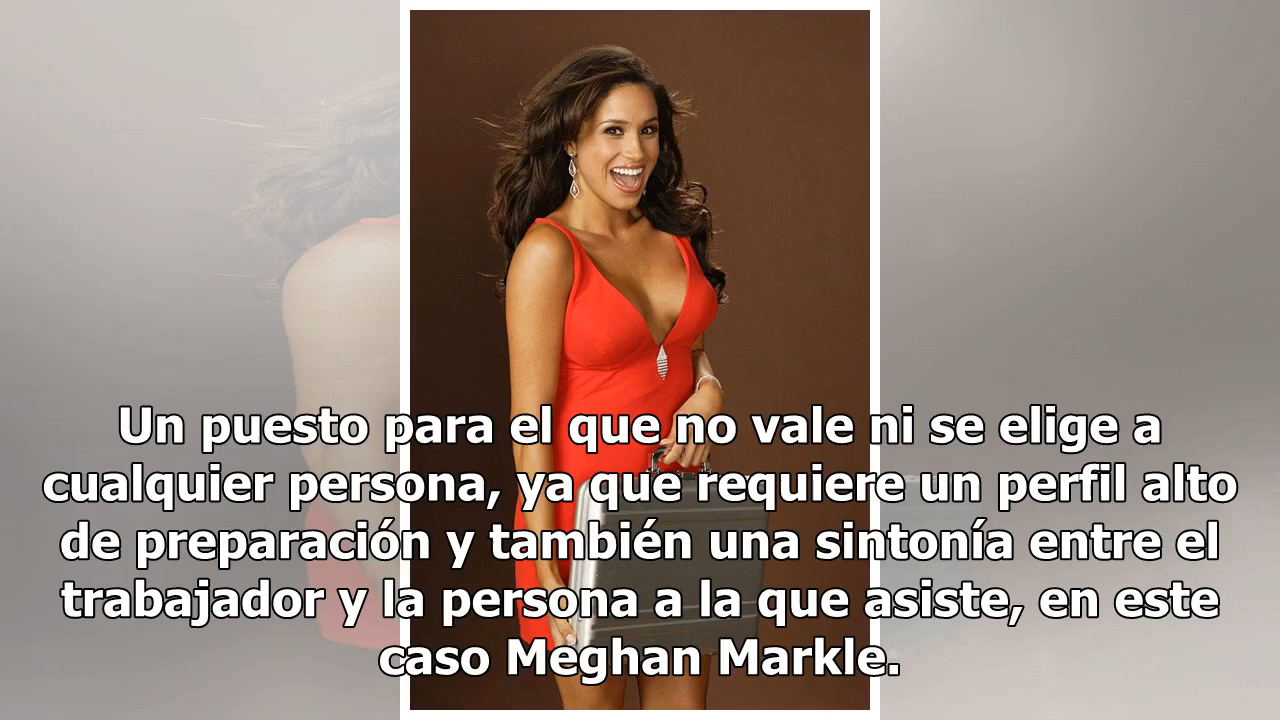 Un puesto para el que no vale ni se elige a
cualquier persona, ya que requiere un perfil alto
de preparación y también una sintonía entre el
trabajador y la persona a la que asiste, en este
caso Meghan Markle.